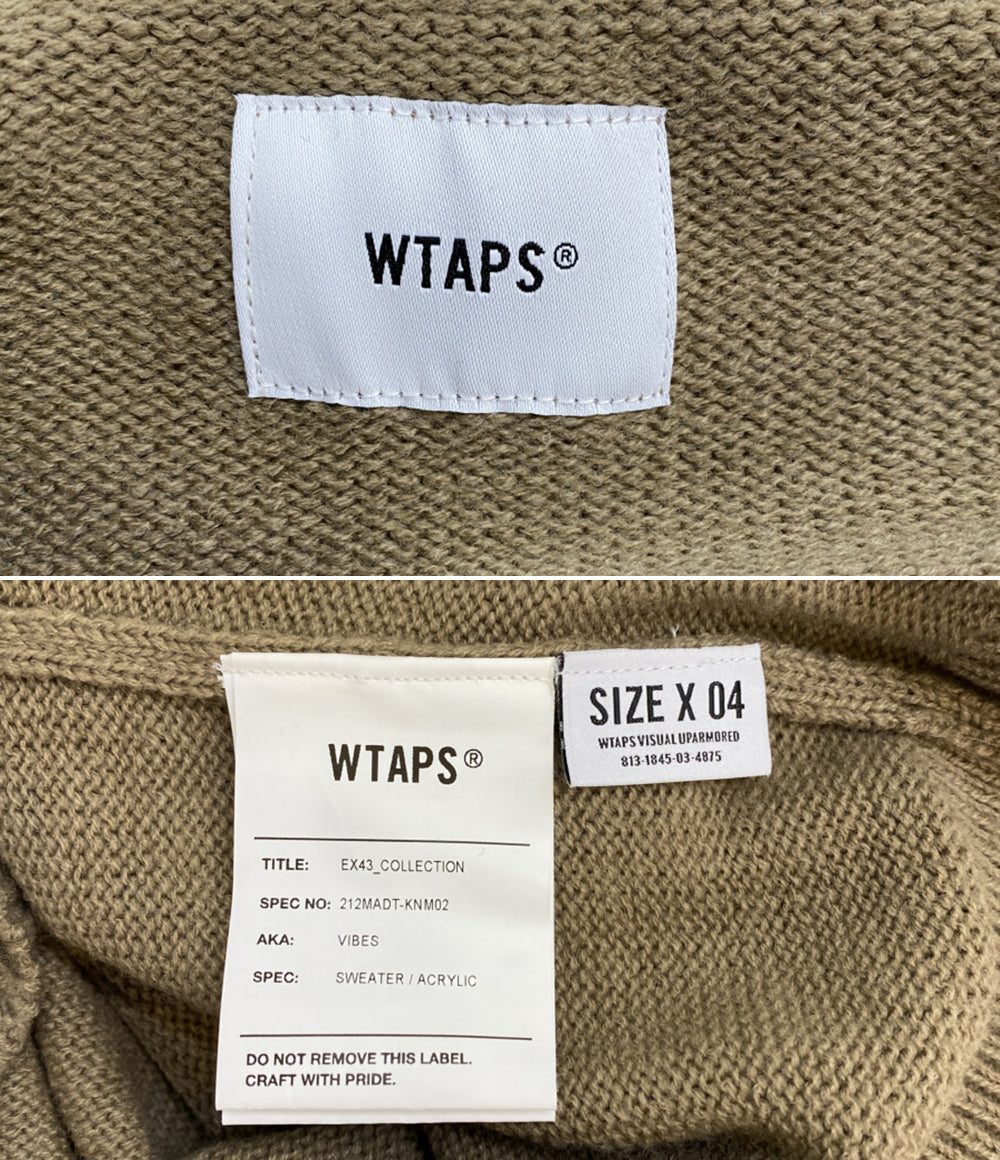 WTAPS®
WTAPS®
TITLE: EX43_COLLECTION
SPEC NO: 212MADT-KNM02
AKA: VIBES
SPEC: SWEATER / ACRYLIC
DO NOT REMOVE THIS LABEL.
CRAFT WITH PRIDE.
SIZE X 04
WTAPS VISUAL UPARMORED
813-1845-03-4875